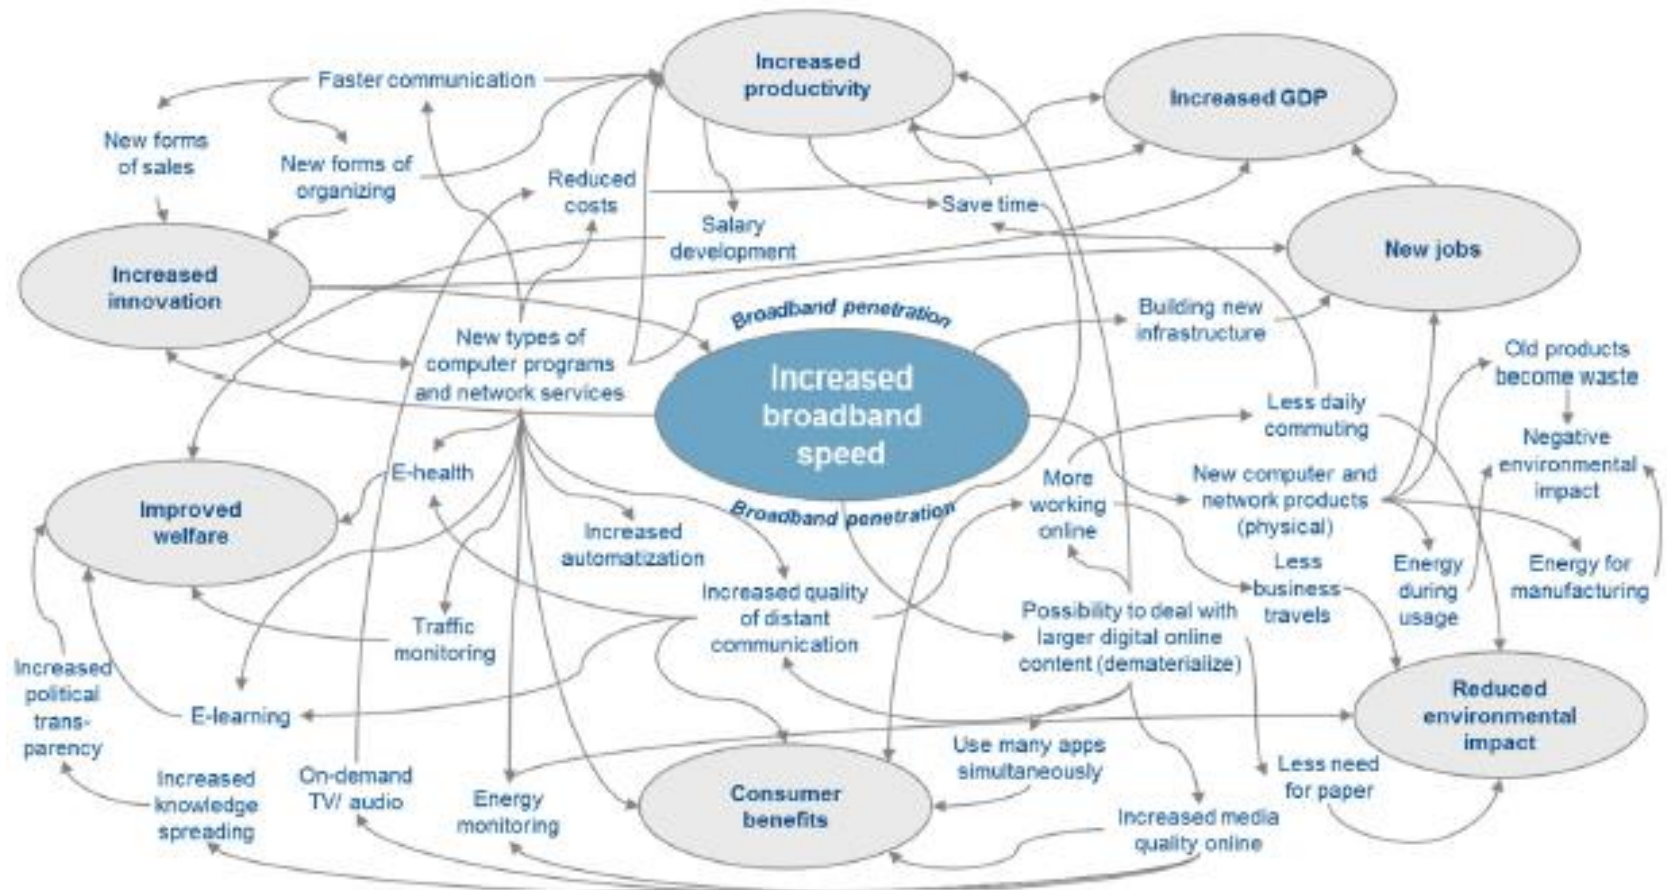 Increased
productivity
Increased GDP
Faster communication
New forms
of sales
New forms of
organizing
Reduced
costs
Save time
Salary
development
New jobs
Increased
innovation
Broadband penetration
Building new
infrastructure
New types of
computer programs
and network services
Increased
broadband
speed
Old products
become waste
Less daily
commuting
Negative
environmental
impact
E-health
More
working
online
New computer and
network products
(physical)
Improved
welfare
Broadband penetration
Increased
automatization
Less
business
travels
Energy
during
usage
Energy for
manufacturing
Increased quality
of distant
communication
Possibility to deal with
larger digital online
content (dematerialize)
Traffic
monitoring
Increased
political
trans-
parency
E-learning
Reduced
environmental
impact
Use many apps
simultaneously
Less need
for paper
Increased
knowledge
spreading
On-demand
TV/ audio
Energy
monitoring
Consumer
benefits
Increased media
quality online